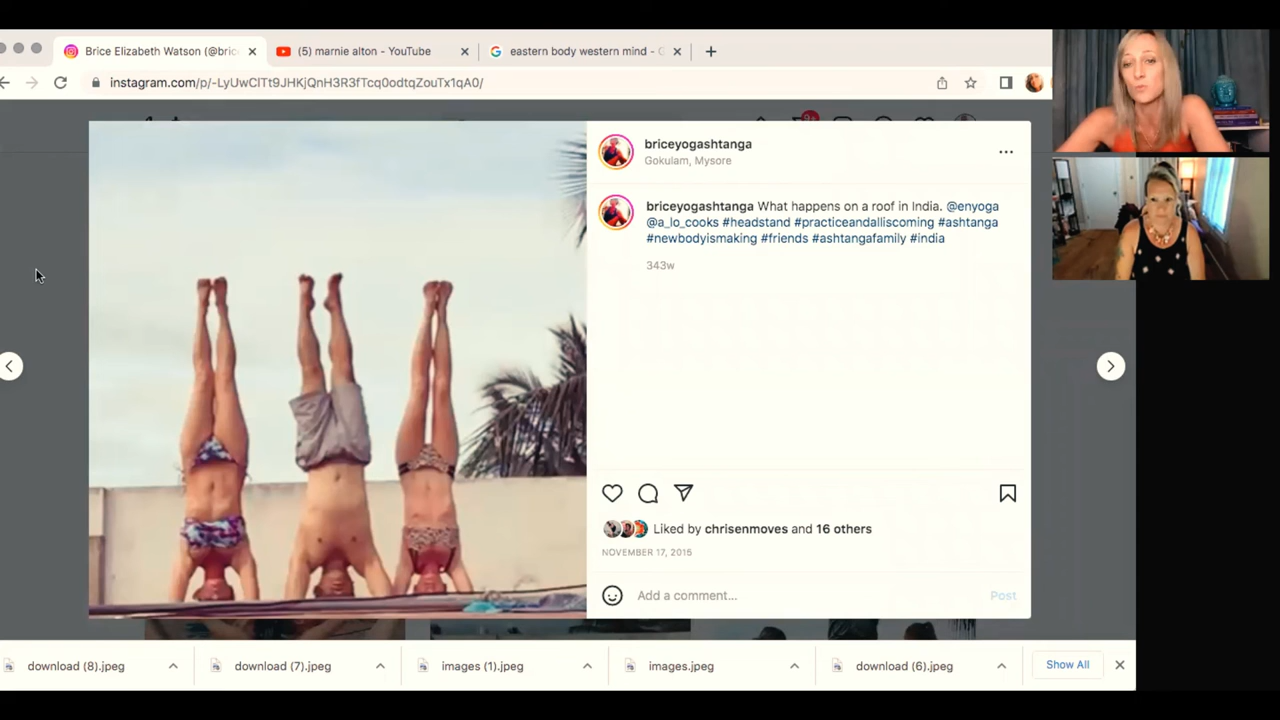 Brice Elizabeth Watson (@bric
(5) marnie alton - YouTube
eastern body western mind - G
instagram.com/p/-LyUwClTt9JHKjQnH3R3fTcq0odtqZouTx1qA0/
9+
briceyogashtanga
Gokulam, Mysore
briceyogashtanga What happens on a roof in India. @enyoga
@a_lo_cooks #headstand #practiceandalliscoming #ashtanga
#newbodyismaking #friends #ashtangafamily #india
343w
Liked by chrisenmoves and 16 others
NOVEMBER 17, 2015
Add a comment...
Post
download (8).jpeg
download (7).jpeg
images (1).jpeg
images.jpeg
download (6).jpeg
Show All